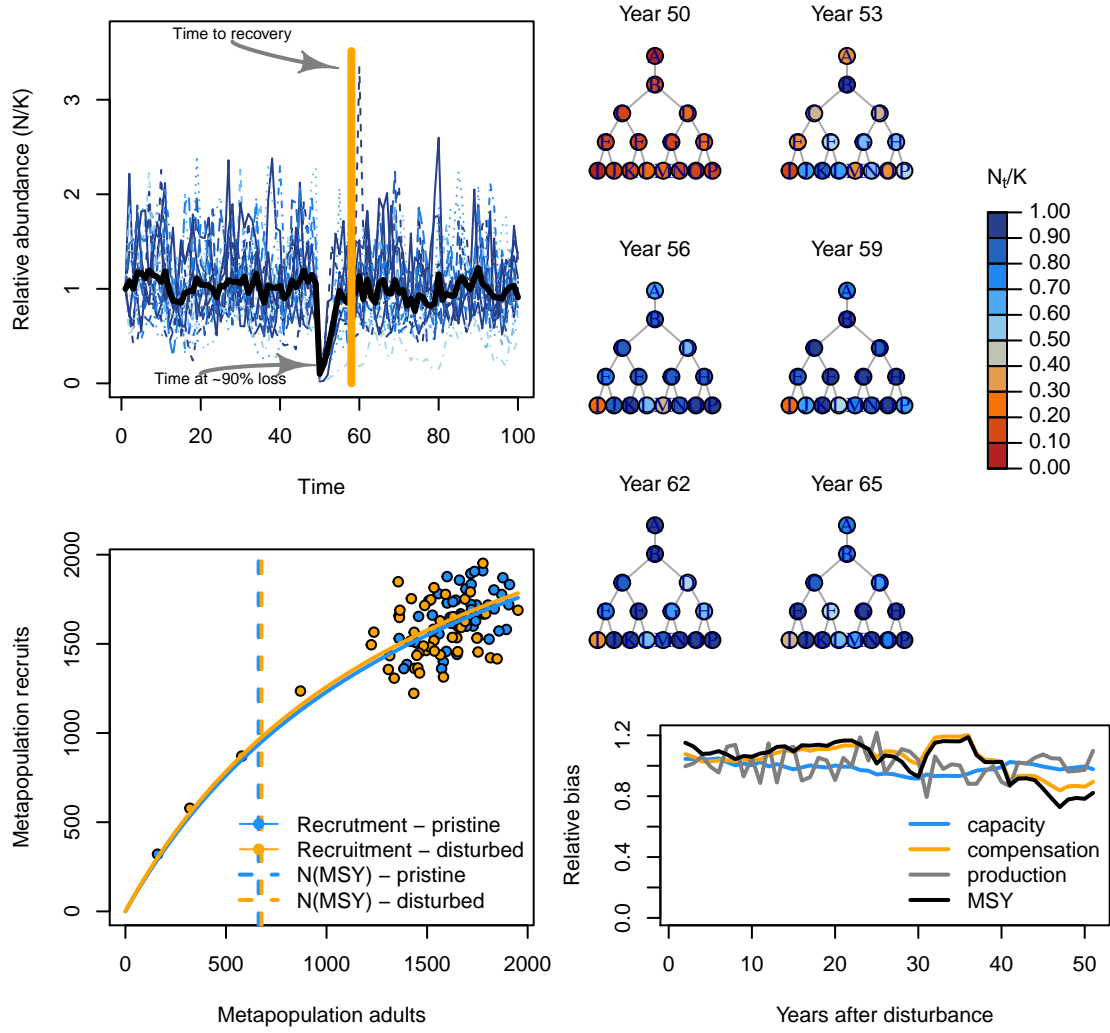 Time to recovery
Time at ~90% loss
Relative abundance (N/K)
0
1
2
3
0 20 40 60 80 100
Time
Year 50
A
B
E F G H
Year 53
A
B
E F G H
Year 56
A
B
E F G H
Year 59
A
B
E F G H
Year 62
A
B
E F G H
Year 65
A
B
E F G H
Nt/K
1.00
0.90
0.80
0.70
0.60
0.50
0.40
0.30
0.20
0.10
0.00
Metapopulation recruits
0
500
1000
1500
2000
Recrutment – pristine
Recruitment – disturbed
N(MSY) – pristine
N(MSY) – disturbed
0 500 1000 1500 2000
Metapopulation adults
Relative bias
0.0
0.4
0.8
1.2
capacity
compensation
production
MSY
0 10 20 30 40 50
Years after disturbance